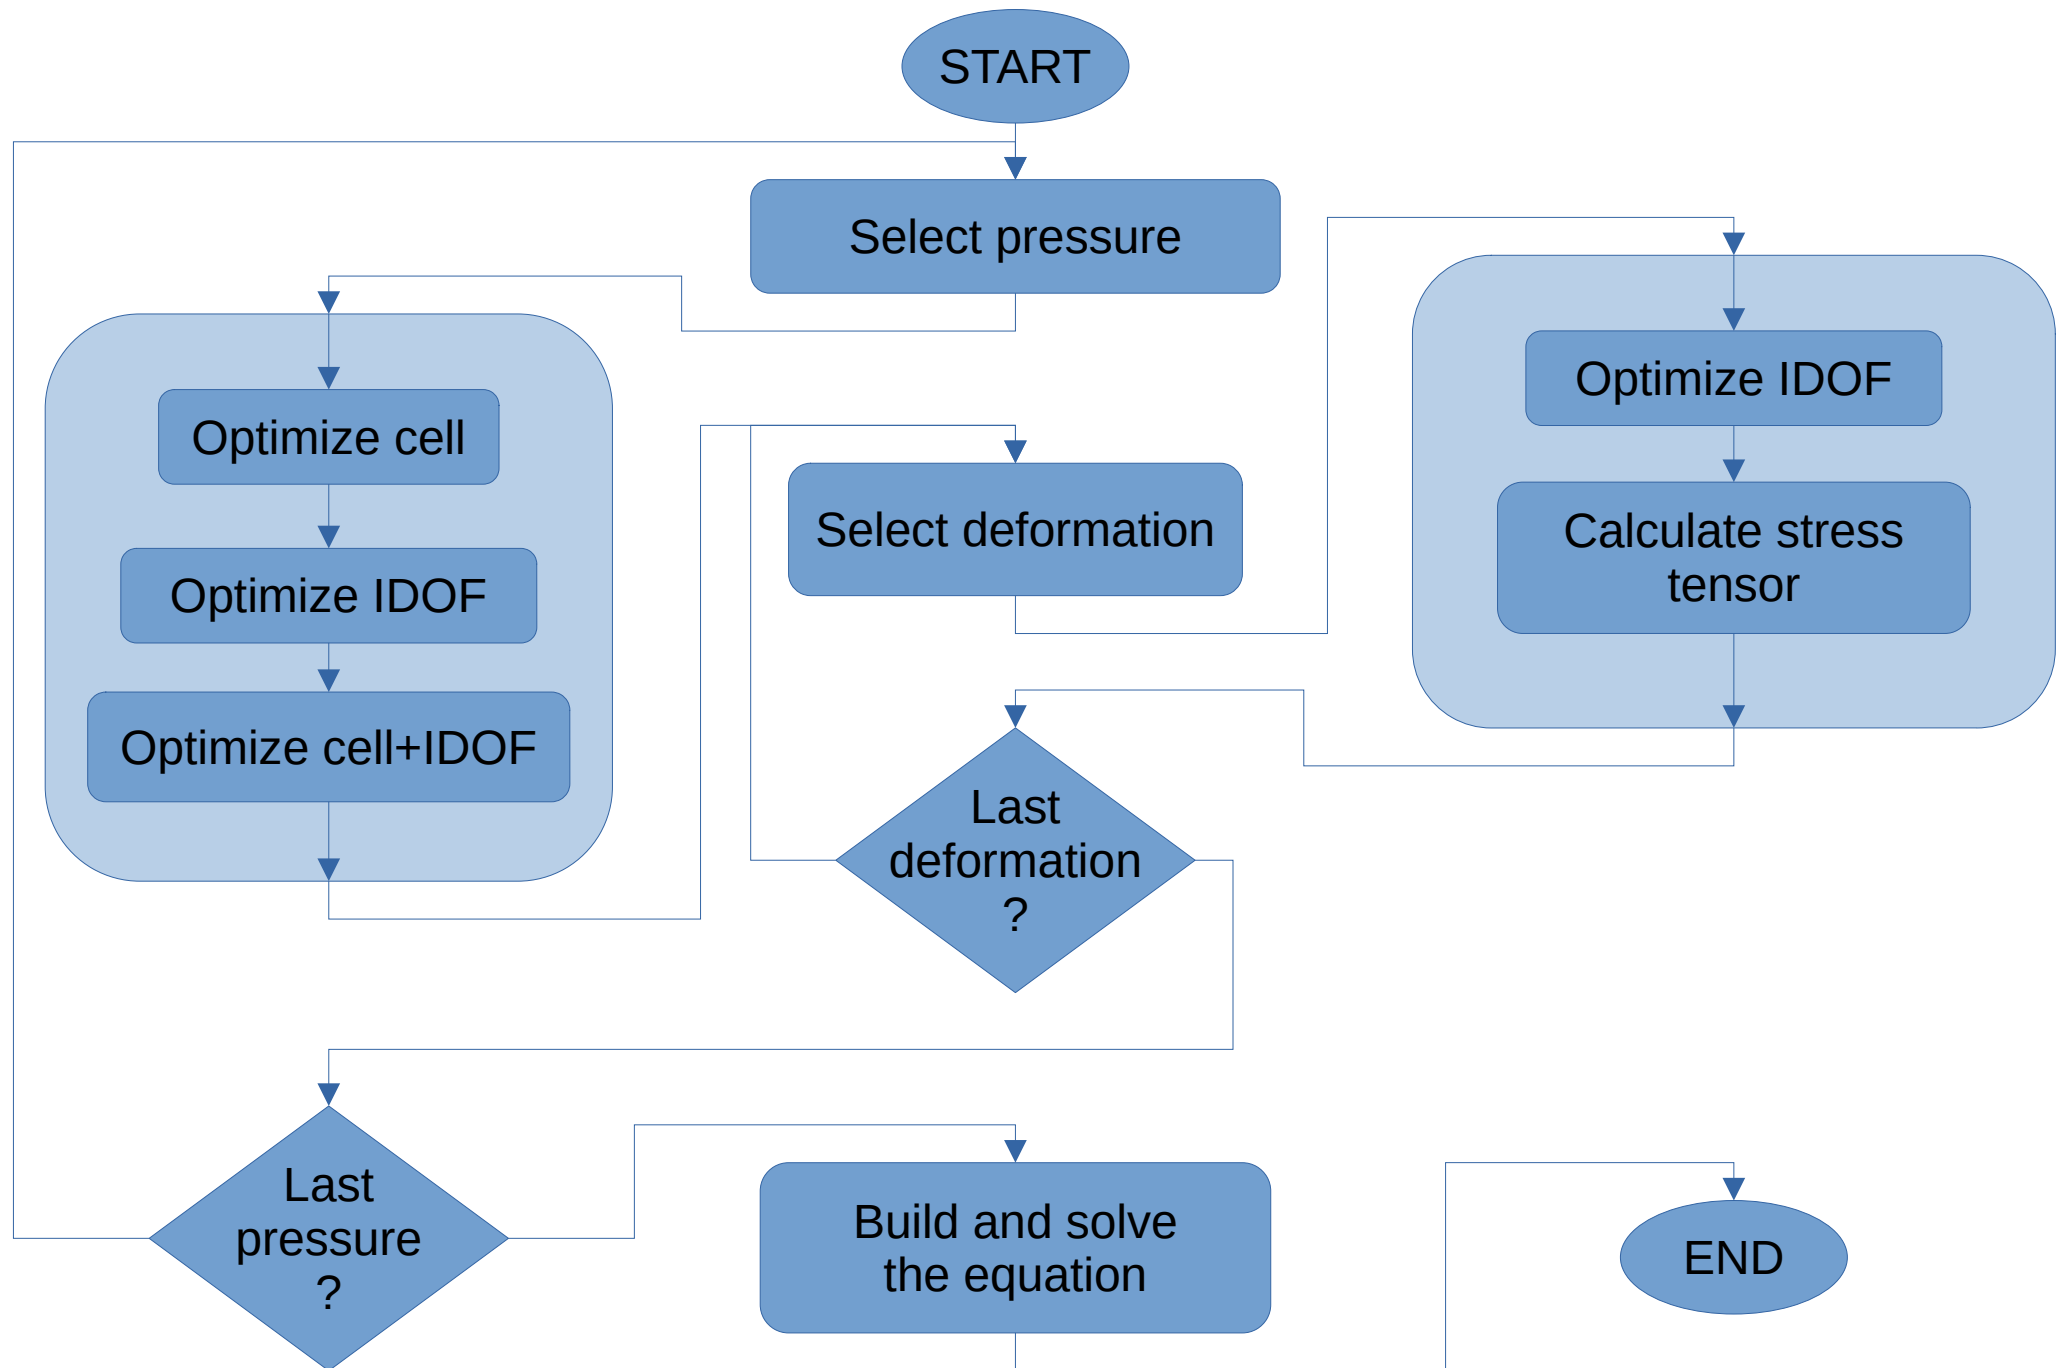 START
Select pressure
Optimize cell
Optimize IDOF
Optimize cell+IDOF
Select deformation
Optimize IDOF
Calculate stress
tensor
Last
deformation
?
Last
pressure
?
Build and solve
the equation
END